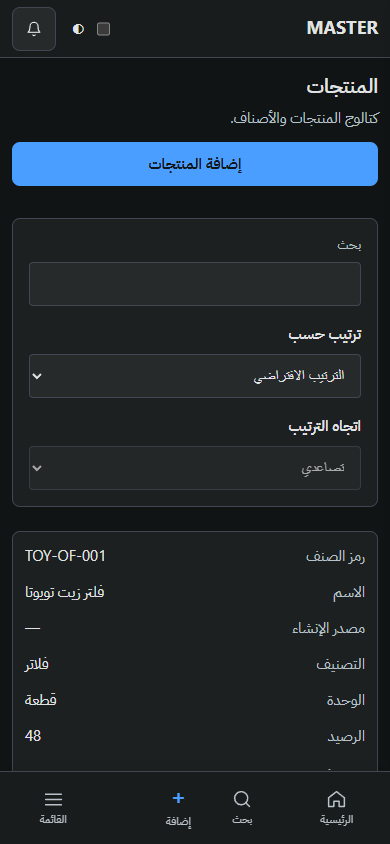 MASTER
المنتجات
كتالوج المنتجات والأصناف.
إضافة المنتجات
بحث
ترتيب حسب
الترتيب الافتراضي
اتجاه الترتيب
تصاعدي
رمز الصنف TOY-OF-001
الاسم فلتر زيت تويوتا
مصدر الإنشاء —
التصنيف فلاتر
الوحدة قطعة
الرصيد 48
الرئيسية بحث إضافة القائمة